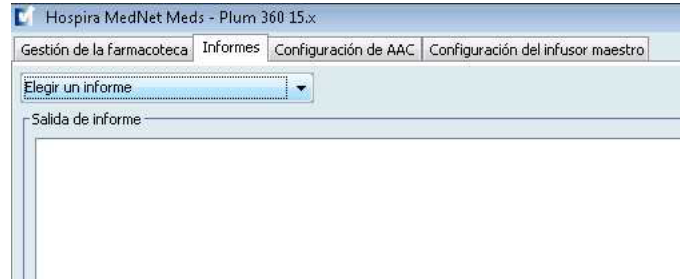 Hospira MedNet Meds - Plum 360 15.x
Gestión de la farmacoteca Informes Configuración de AAC Configuración del infusor maestro
Elegir un informe
Salida de informe